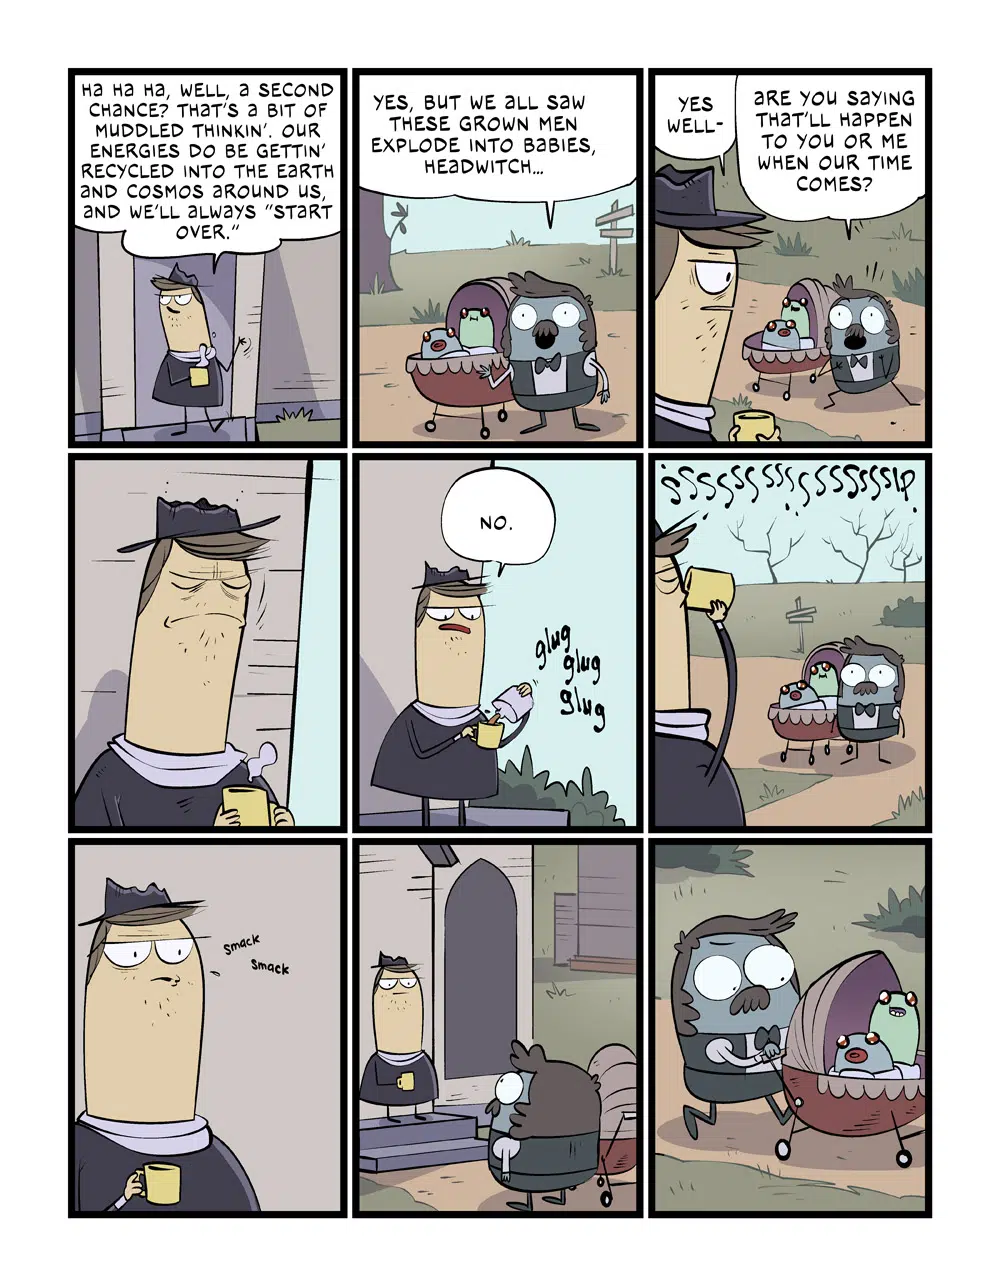 HA HA HA, WELL, A SECOND
CHANCE? THAT'S A BIT OF
MUDDLED THINKIN'. OUR
ENERGIES DO BE GETTIN'
RECYCLED INTO THE EARTH
AND COSMOS AROUND US,
AND WE'LL ALWAYS "START
OVER."
YES, BUT WE ALL SAW
THESE GROWN MEN
EXPLODE INTO BABIES,
HEADWITCH...
YES
WELL-
ARE YOU SAYING
THAT'LL HAPPEN
TO YOU OR ME
WHEN OUR TIME
COMES?
NO.
glug
glug
glug
SSSSSSSSSSSSSSSSSlp
smack
smack